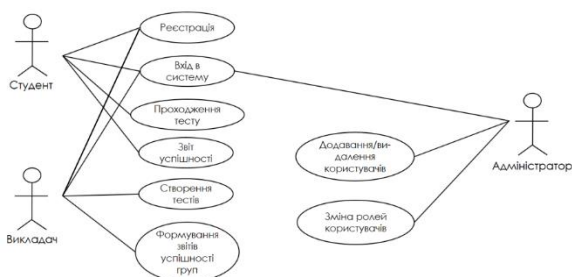 Реєстрація
Вхід в
систему
Студент
Проходження
тесту
Звіт
успішності
Додавання/ви-
далення
користувачів
Адміністратор
Створення
тестів
Викладач
Зміна ролей
користувачів
Формування
звітів
успішності
груп